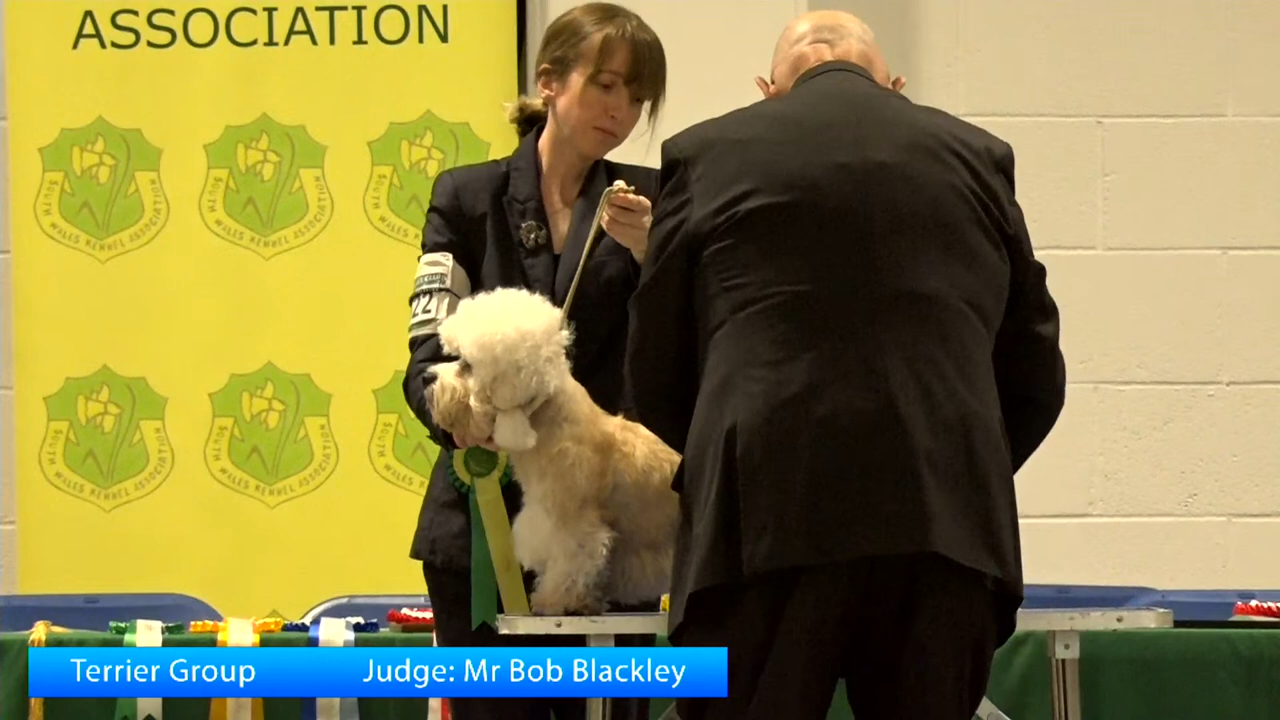 ASSOCIATION
SOUTH WALES KENNEL ASSOCIATION
SOUTH WALES KENNEL ASSOCIATION
SOUTH WALES KENNEL ASSOCIATION
SOUTH WALES KENNEL ASSOCIATION
SOUTH WALES KENNEL ASSOCIATION
22
Terrier Group
Judge: Mr Bob Blackley